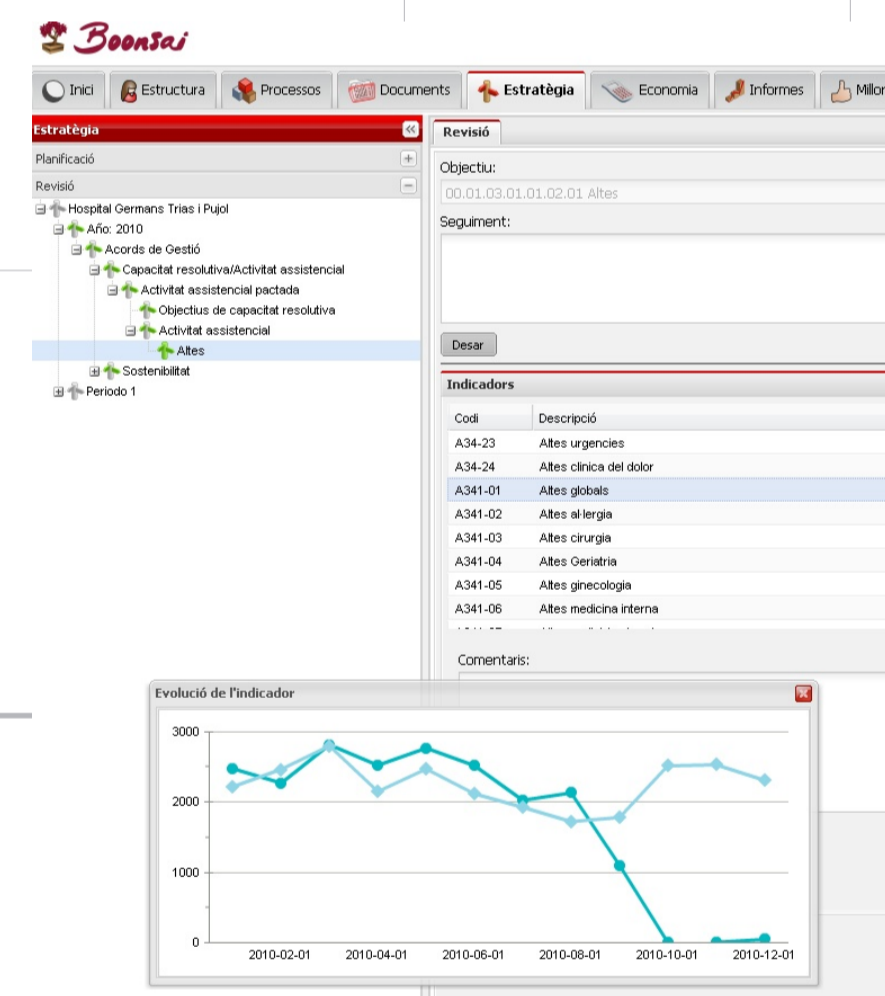 Boonsai
Inici
Estructura
Processos
Documents
Estratègia
Economia
Informes
Millor
Estratègia
Planificació
Revisió
Hospital Germans Trias i Pujol
Año: 2010
Acords de Gestió
Capacitat resolutiva/Activitat assistencial
Activitat assistencial pactada
Objectius de capacitat resolutiva
Activitat assistencial
Altes
Sostenibilitat
Periodo 1
Revisió
Objectiu:
00.01.03.01.01.02.01 Altes
Seguiment:
Desar
Indicadors
Codi Descripció
A34-23 Altes urgencies
A34-24 Altes clinica del dolor
A341-01 Altes globals
A341-02 Altes al·lergia
A341-03 Altes cirurgia
A341-04 Altes Geriatria
A341-05 Altes ginecologia
A341-06 Altes medicina interna
Comentaris:
Evolució de l'indicador
3000
2000
1000
0
2010-02-01 2010-04-01 2010-06-01 2010-08-01 2010-10-01 2010-12-01